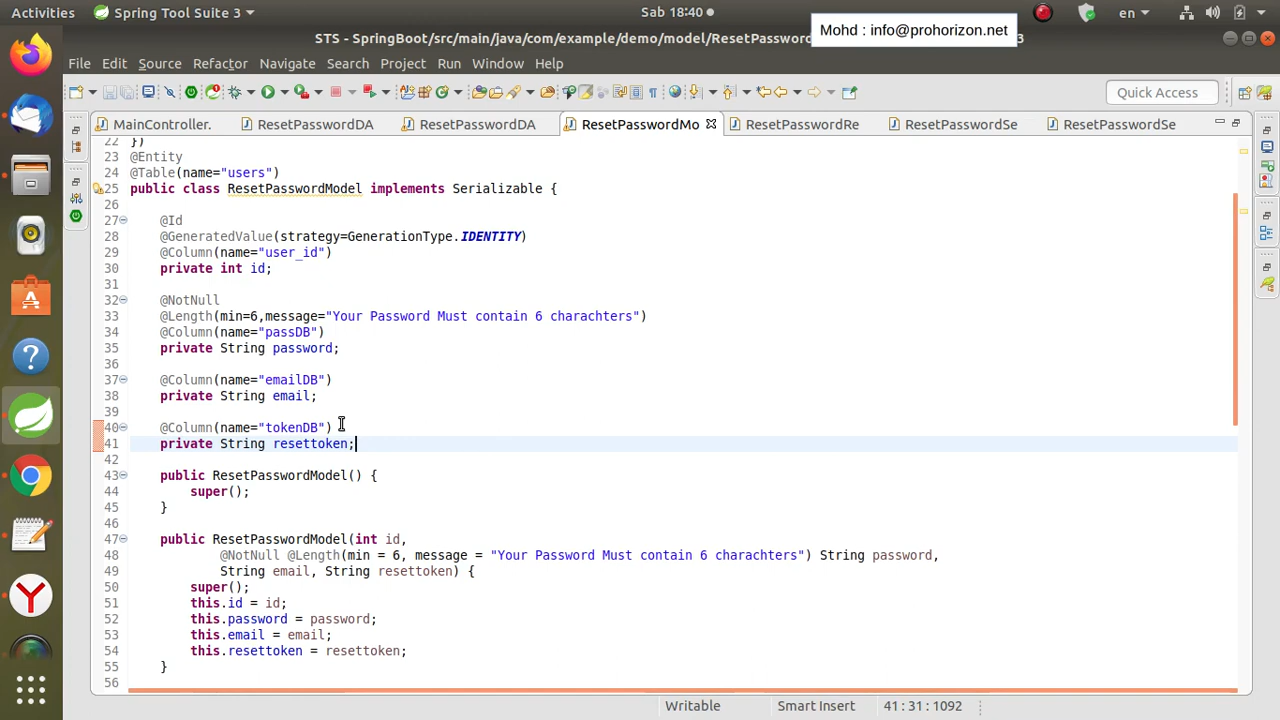 Activities
Spring Tool Suite 3
Sab 18:40
en
Mohd : info@prohorizon.net
STS - SpringBoot/src/main/java/com/example/demo/model/ResetPasswor
3
File Edit Source Refactor Navigate Search Project Run Window Help
Quick Access
MainController.
ResetPasswordDA
ResetPasswordDA
ResetPasswordMo
ResetPasswordRe
ResetPasswordSe
ResetPasswordSe
22 })
23 @Entity
24 @Table(name="users")
25 public class ResetPasswordModel implements Serializable {
26
27 @Id
28 @GeneratedValue(strategy=GenerationType.IDENTITY)
29 @Column(name="user_id")
30 private int id;
31
32 @NotNull
33 @Length(min=6,message="Your Password Must contain 6 charachters")
34 @Column(name="passDB")
35 private String password;
36
37 @Column(name="emailDB")
38 private String email;
39
40 @Column(name="tokenDB")
41 private String resettoken;
42
43 public ResetPasswordModel() {
44 super();
45 }
46
47 public ResetPasswordModel(int id,
48 @NotNull @Length(min = 6, message = "Your Password Must contain 6 charachters") String password,
49 String email, String resettoken) {
50 super();
51 this.id = id;
52 this.password = password;
53 this.email = email;
54 this.resettoken = resettoken;
55 }
56
Writable
Smart Insert
41 : 31 : 1092